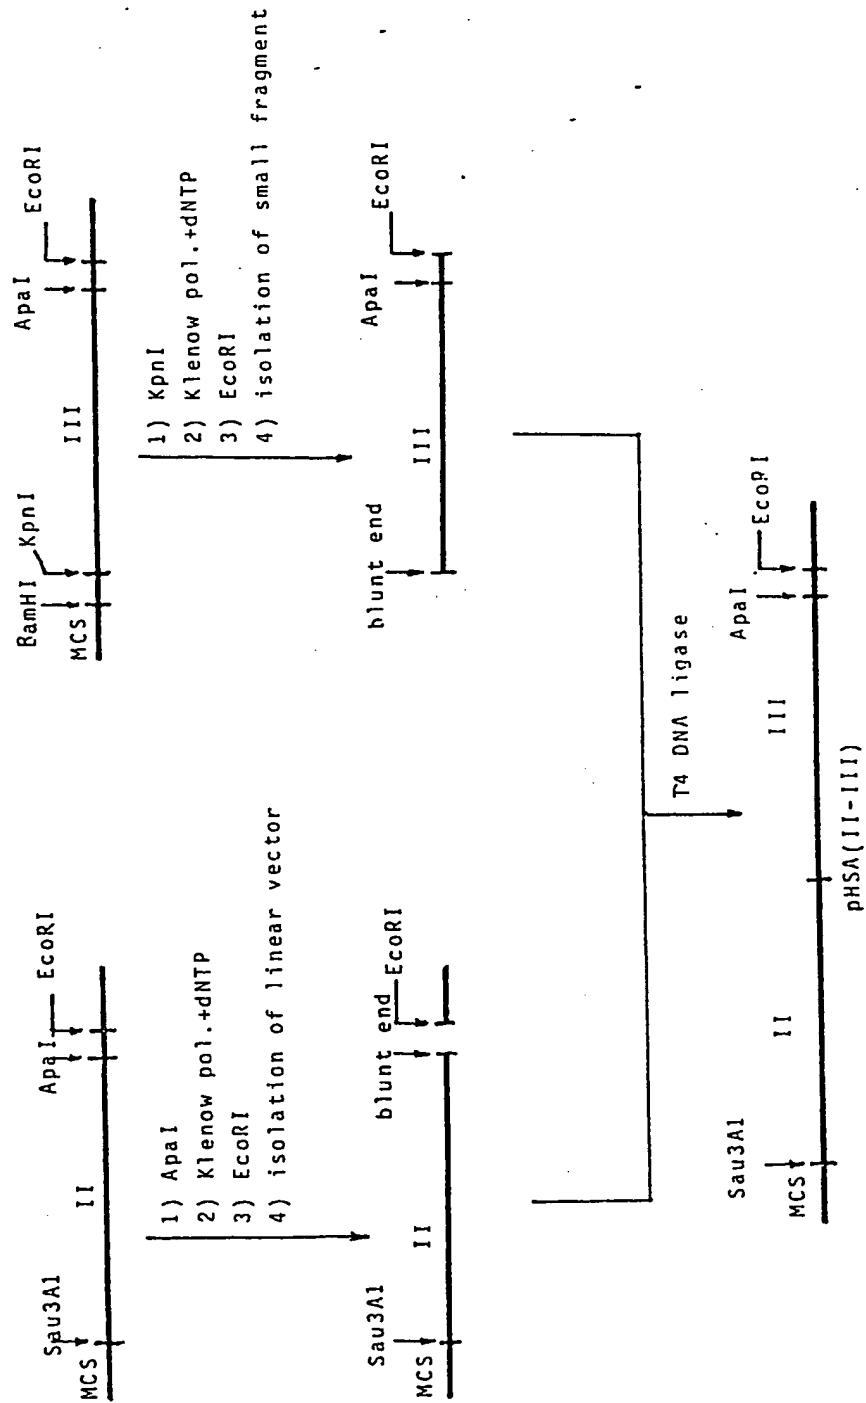 Sau3A1
ApaI
EcoRI
MCS
II
1) ApaI
2) Klenow pol.+dNTP
3) EcoRI
4) isolation of linear vector
Sau3A1
blunt end
EcoRI
MCS
II
BamHI
KpnI
ApaI
EcoRI
MCS
III
1) KpnI
2) Klenow pol.+dNTP
3) EcoRI
4) isolation of small fragment
blunt end
ApaI
EcoRI
III
T4 DNA ligase
Sau3A1
ApaI
EcoRI
MCS
II
III
pHSA(II-III)